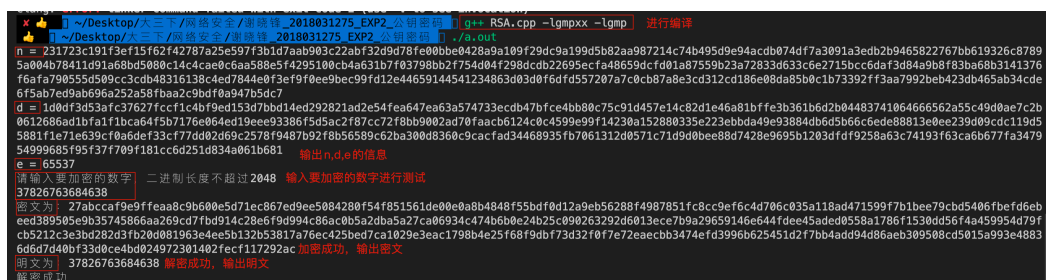 ✗ 👍 ~/Desktop/大三下/网络安全/谢晓锋_2018031275_EXP2_公钥密码 g++ RSA.cpp -lgmpxx -lgmp 进行编译
👍 ~/Desktop/大三下/网络安全/谢晓锋_2018031275_EXP2_公钥密码 ./a.out
n = 231723c191f3ef15f62f42787a25e597f3b1d7aab903c22abf32d9d78fe00bbe0428a9a109f29dc9a199d5b82aa987214c74b495d9e94acdb074df7a3091a3edb2b9465822767bb619326c8789
5a004b78411d91a68bd5080c14c4cae0c6aa588e5f4295100cb4a631b7f03798bb2f754d04f298dcdb22695ecfa48659dcfd01a87559b23a72833d633c6e2715bcc6daf3d84a9b8f83ba68b3141376
f6afa790555d509cc3cdb48316138c4ed7844e0f3ef9f0ee9bec99fd12e44659144541234863d03d0f6dfd557207a7c0cb87a8e3cd312cd186e08da85b0c1b73392ff3aa7992beb423db465ab34cde
6f5ab7ed9ab696a252a58fbaa2c9bdf0a947b5dc7
d = 1d0df3d53afc37627fccf1c4bf9ed153d7bbd14ed292821ad2e54fea647ea63a574733ecdb47bfce4bb80c75c91d457e14c82d1e46a81bffe3b361b6d2b04483741064666562a55c49d0ae7c2b
0612686ad1bfa1f1bca64f5b7176e064ed19eee93386f5d5ac2f87cc72f8bb9002ad70faacb6124c0c4599e99f14230a152880335e223ebbda49e93884db6d5b66c6ede88813e0ee239d09cdc119d5
5881f1e71e639cf0a6def33cf77dd02d69c2578f9487b92f8b56589c62ba300d8360c9cacfad34468935fb7061312d0571c71d9d0bee88d7428e9695b1203dfdf9258a63c74193f63ca6b677fa3479
54999685f95f37f709f181cc6d251d834a061b681 输出n,d,e的信息
e = 65537
请输入要加密的数字，二进制长度不超过2048 输入要加密的数字进行测试
37826763684638
密文为：27abccaf9e9ffeaa8c9b600e5d71ec867ed9ee5084280f54f851561de00e0a8b4848f55bdf0d12a9eb56288f4987851fc8cc9ef6c4d706c035a118ad471599f7b1bee79cbd5406fbefd6eb
eed389505e9b35745866aa269cd7fbd914c28e6f9d994c86ac0b5a2dba5a27ca06934c474b6b0e24b25c090263292d6013ece7b9a29659146e644fdee45aded0558a1786f1530dd56f4a459954d79f
cb5212c3e3bd282d3fb20d081963e4ee5b132b53817a76ec425bed7ca1029e3eac1798b4e25f68f9dbf73d32f0f7e72eaecbb3474efd3996b625451d2f7bb4add94d86aeb309508cd5015a993e4883
6d6d7d40bf33d0ce4bd024972301402fecf117292ac 加密成功，输出密文
明文为：37826763684638 解密成功，输出明文
解密成功